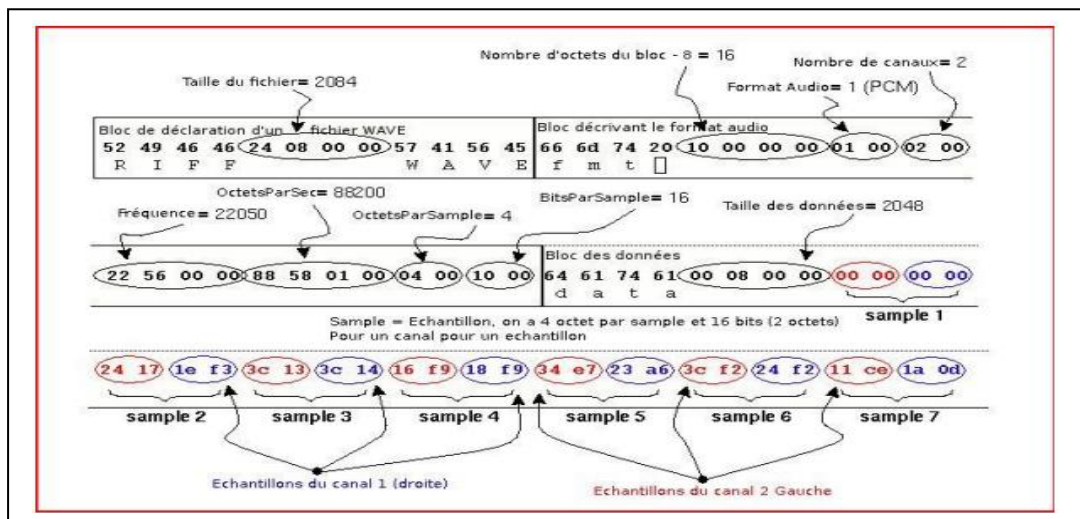 Nombre d'octets du bloc - 8 = 16
Nombre de canaux= 2
Taille du fichier= 2084
Format Audio= 1 (PCM)
Bloc de déclaration d'un fichier WAVE
Bloc décrivant le format audio
52 49 46 46 24 08 00 00 57 41 56 45 66 6d 74 20 10 00 00 00 01 00 02 00
R I F F W A V E f m t
OctetsParSec= 88200
BitsParSample= 16
Fréquence= 22050
OctetsParSample= 4
Taille des données= 2048
Bloc des données
22 56 00 00 88 58 01 00 04 00 10 00 64 61 74 61 00 08 00 00 00 00 00 00
d a t a
sample 1
Sample = Echantillon, on a 4 octet par sample et 16 bits (2 octets)
Pour un canal pour un echantillon
24 17 1e f3 3c 13 3c 14 16 f9 18 f9 34 e7 23 a6 3c f2 24 f2 11 ce 1a 0d
sample 2 sample 3 sample 4 sample 5 sample 6 sample 7
Echantillons du canal 1 (droite)
Echantillons du canal 2 Gauche